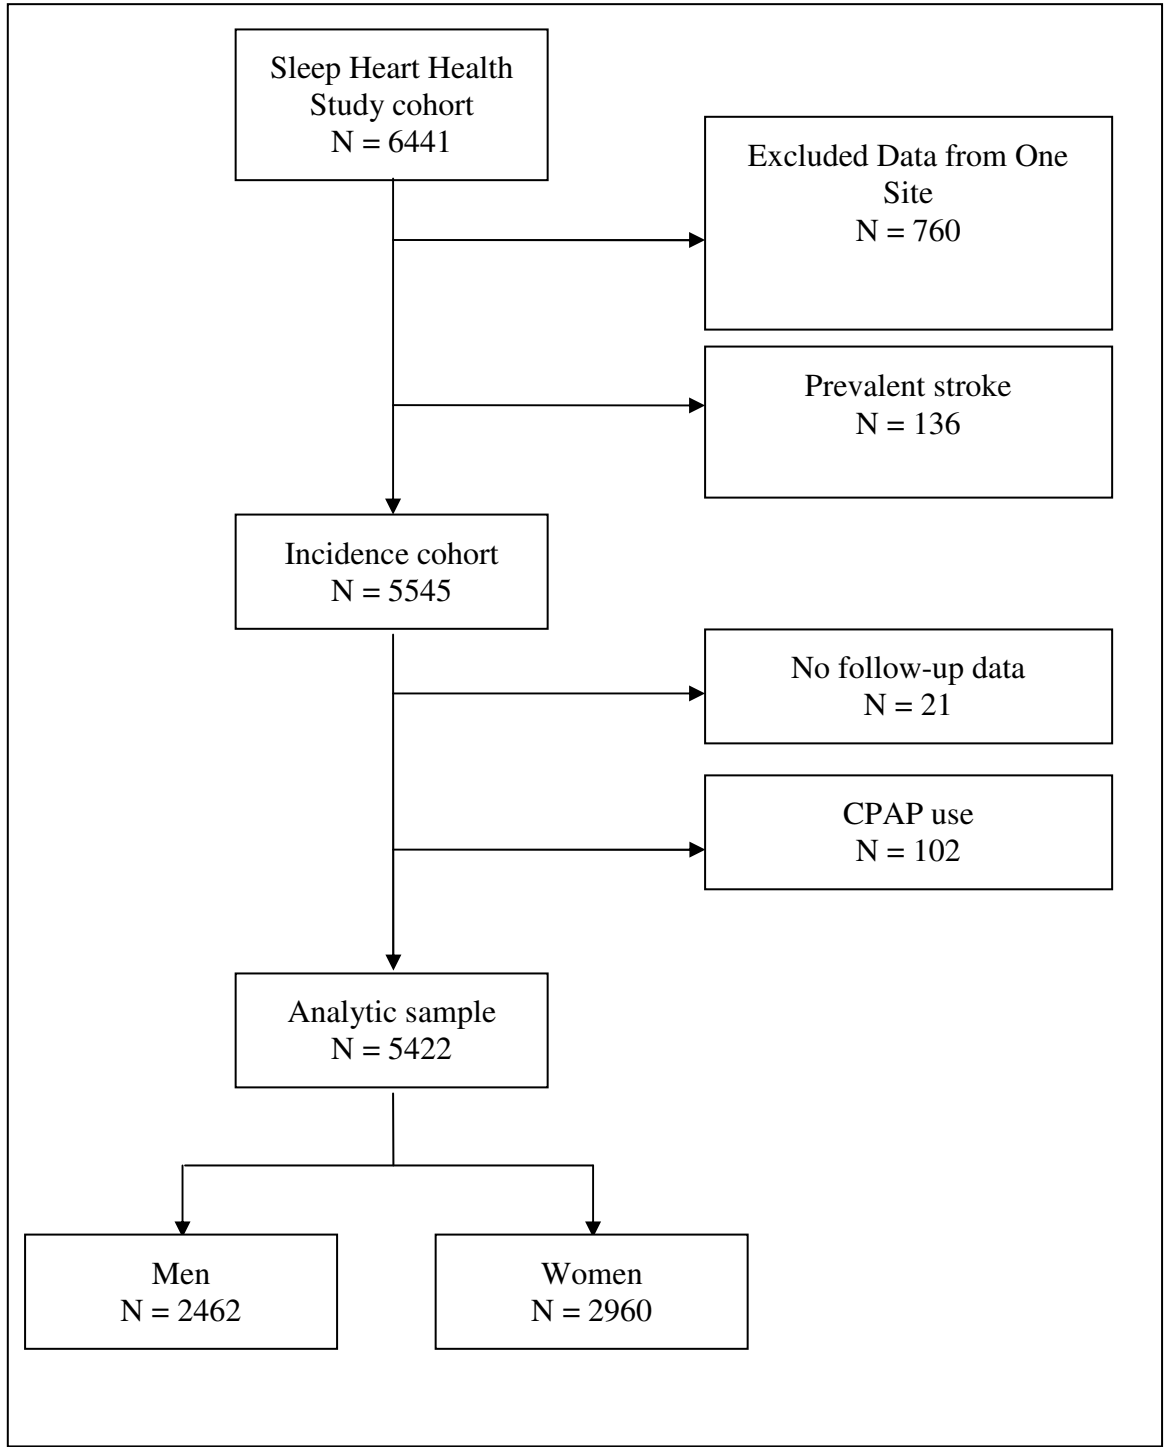 Sleep Heart Health
Study cohort
N = 6441
Excluded Data from One
Site
N = 760
Prevalent stroke
N = 136
Incidence cohort
N = 5545
No follow-up data
N = 21
CPAP use
N = 102
Analytic sample
N = 5422
Men
N = 2462
Women
N = 2960